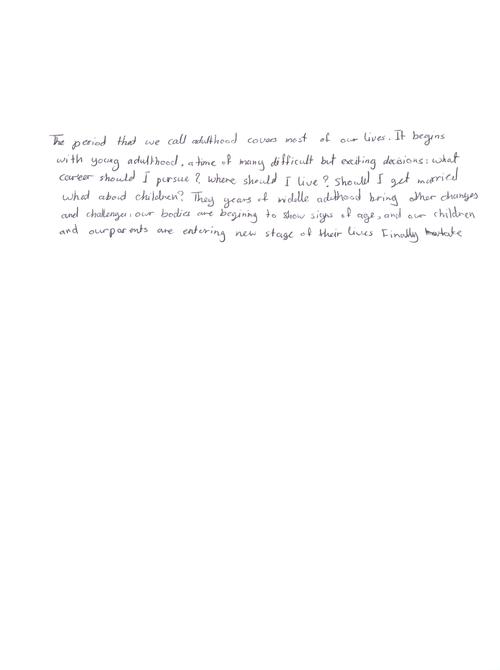 The period that we call adulthood covers most of our lives. It begins
with young adulthood, a time of many difficult but exciting decisions: what
career should I pursue? Where should I live? Should I get married
what about children? They years of middle adulthood bring other changes
and challenges: our bodies are begining to show signs of age, and our children
and our parents are entering new stage of their lives Finally